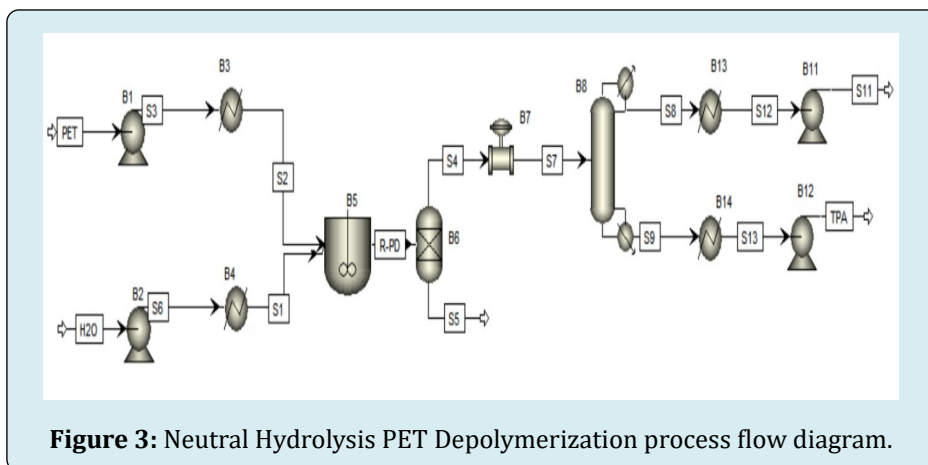 B3
B1
S3
PET
S2
B5
B4
B2
S6
S1
H2O
R-PD
S4
B6
S5
B7
S7
B8
S8
B13
S12
B11
S11
S9
B14
S13
B12
TPA
Figure 3: Neutral Hydrolysis PET Depolymerization process flow diagram.